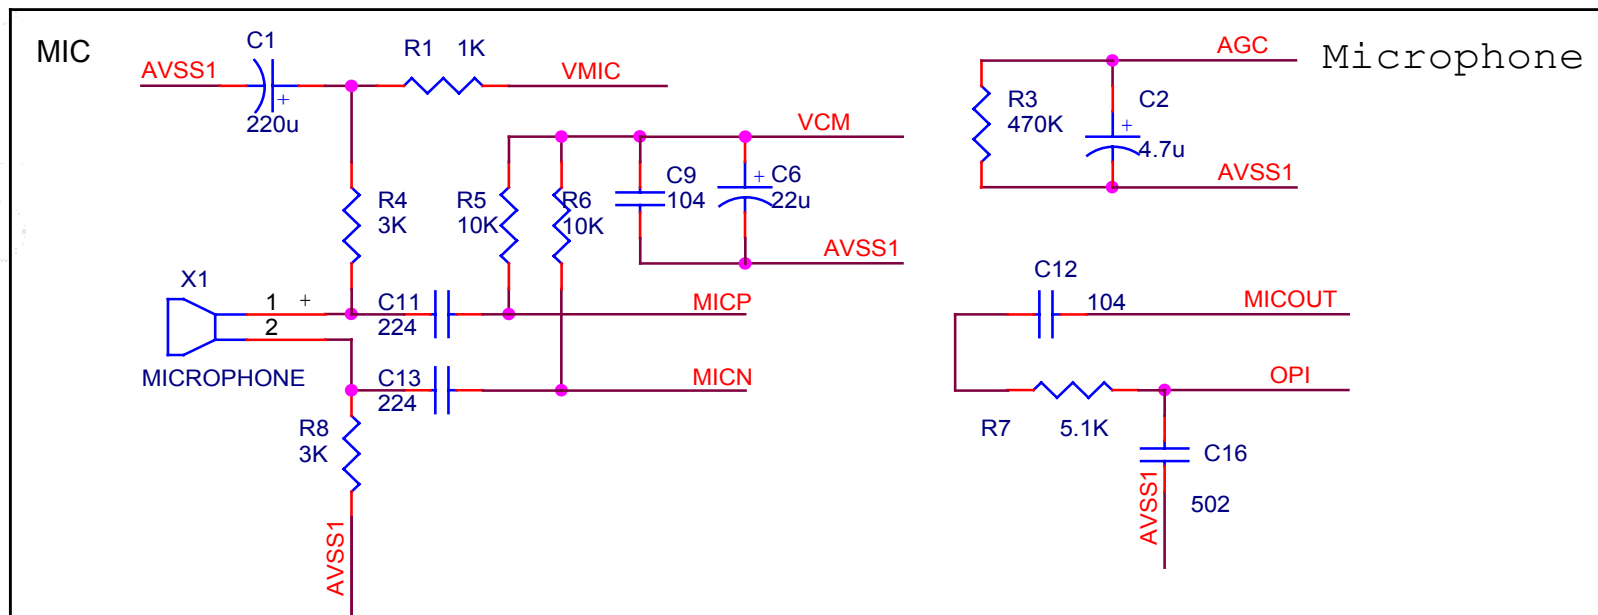 MIC
C1
R1 1K
AVSS1
VMIC
+
220u
AGC
Microphone
R3
470K
C2
+
4.7u
AVSS1
VCM
R4
3K
R5
10K
R6
10K
C9
104
+ C6
22u
AVSS1
X1
1 +
2
MICROPHONE
C11
224
MICP
C13
224
MICN
R8
3K
AVSS1
C12
104
MICOUT
OPI
R7 5.1K
C16
502
AVSS1